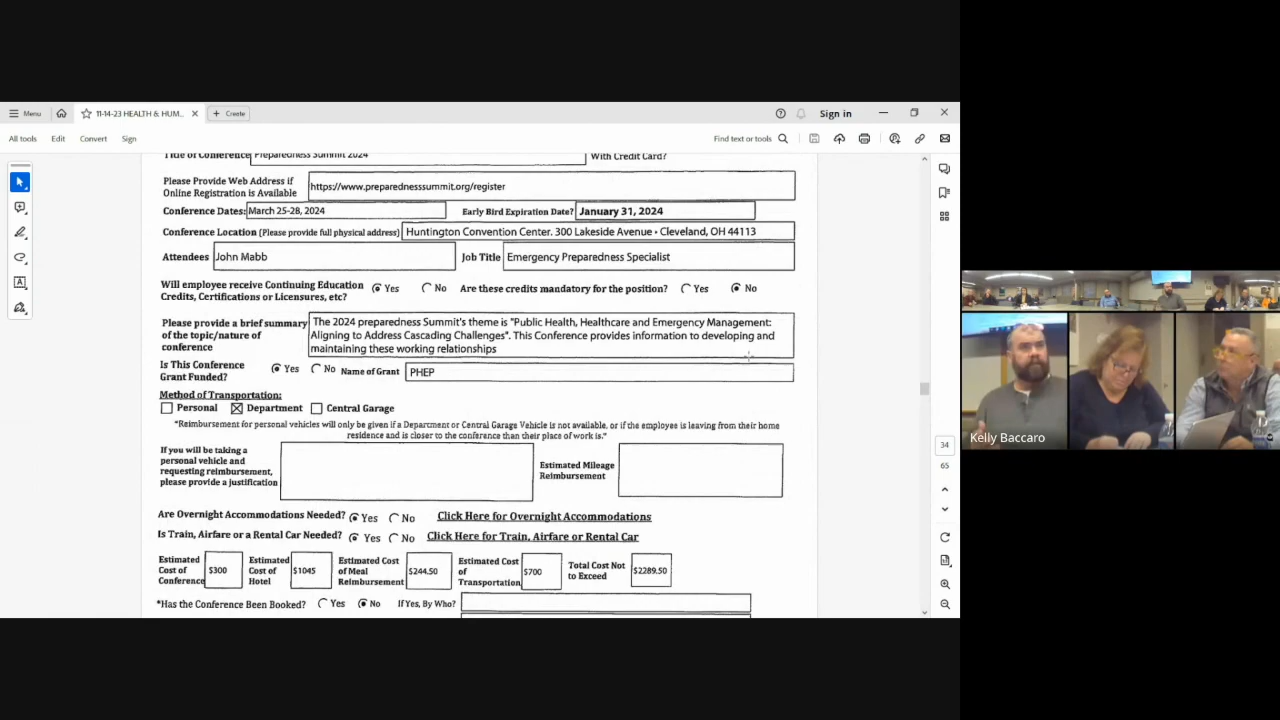 Menu
11-14-23 HEALTH & HUM...
Create
Sign in
All tools
Edit
Convert
Sign
Find text or tools
Title of Conference
Preparedness Summit 2024
With Credit Card?
Please Provide Web Address if
Online Registration is Available
https://www.preparednesssummit.org/register
Conference Dates:
March 25-28, 2024
Early Bird Expiration Date?
January 31, 2024
Conference Location (Please provide full physical address)
Huntington Convention Center. 300 Lakeside Avenue • Cleveland, OH 44113
Attendees
John Mabb
Job Title
Emergency Preparedness Specialist
Will employee receive Continuing Education
Credits, Certifications or Licensures, etc?
Yes
No
Are these credits mandatory for the position?
Yes
No
Please provide a brief summary
of the topic/nature of
conference
The 2024 preparedness Summit's theme is "Public Health, Healthcare and Emergency Management:
Aligning to Address Cascading Challenges". This Conference provides information to developing and
maintaining these working relationships
Is This Conference
Grant Funded?
Yes
No
Name of Grant
PHEP
Method of Transportation:
Personal
Department
Central Garage
*Reimbursement for personal vehicles will only be given if a Department or Central Garage Vehicle is not available, or if the employee is leaving from their home
residence and is closer to the conference than their place of work is.*
If you will be taking a
personal vehicle and
requesting reimbursement,
please provide a justification
Estimated Mileage
Reimbursement
Are Overnight Accommodations Needed?
Yes
No
Click Here for Overnight Accommodations
Is Train, Airfare or a Rental Car Needed?
Yes
No
Click Here for Train, Airfare or Rental Car
Estimated
Cost of
Conference
$300
Estimated
Cost of
Hotel
$1045
Estimated Cost
of Meal
Reimbursement
$244.50
Estimated Cost
of
Transportation
$700
Total Cost Not
to Exceed
$2289.50
*Has the Conference Been Booked?
Yes
No
If Yes, By Who?
34
65
Kelly Baccaro